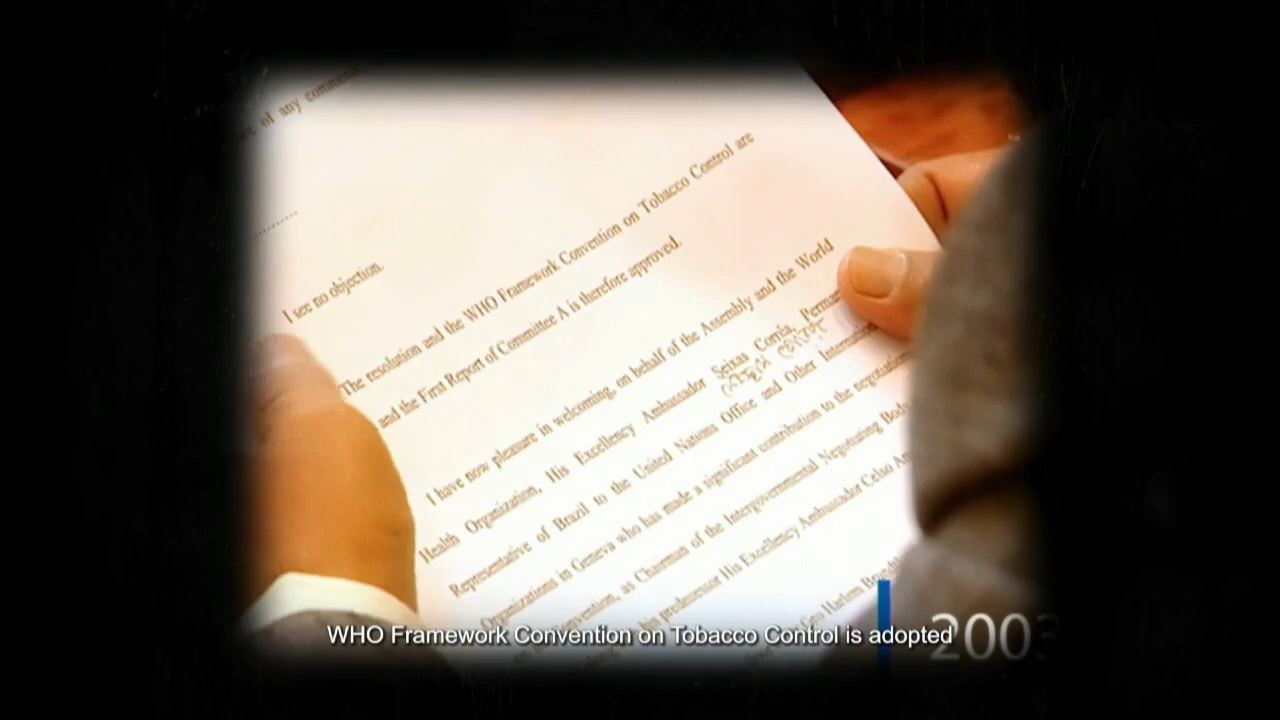 of any comments,
I see no objection.
The resolution and the WHO Framework Convention on Tobacco Control are
and the First Report of Committee A is therefore approved.
I have now pleasure in welcoming, on behalf of the Assembly and the World
Health Organization, His Excellency Ambassador Seixas Corrêa,
Representative of Brazil to the United Nations Office and Other
Organizations in Geneva who has made a significant contribution to the
Convention, as Chairman of the Intergovernmental Negotiating Body
predecessor His Excellency Ambassador Celso
Gro Harlem
WHO Framework Convention on Tobacco Control is adopted
2003